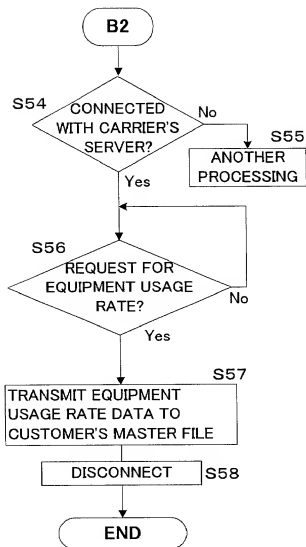 B2
S54
CONNECTED
WITH CARRIER'S
SERVER?
No
S55
ANOTHER
PROCESSING
Yes
S56
REQUEST FOR
EQUIPMENT USAGE
RATE?
No
Yes
S57
TRANSMIT EQUIPMENT
USAGE RATE DATA TO
CUSTOMER'S MASTER FILE
DISCONNECT
S58
END